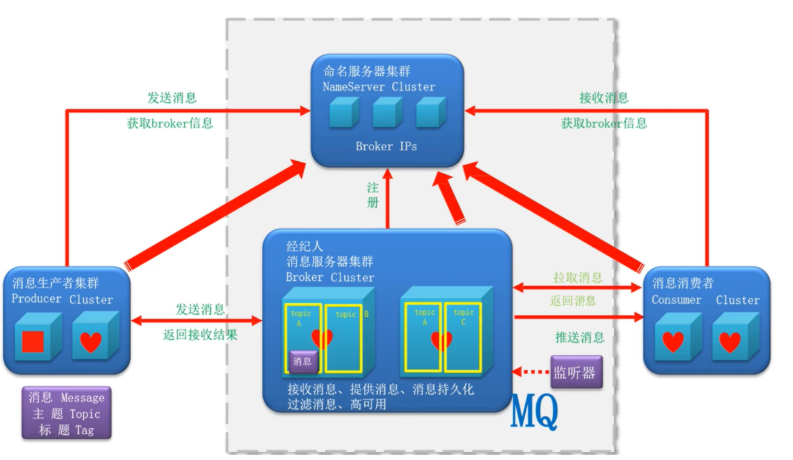 命名服务器集群
NameServer Cluster
Broker IPs
发送消息
获取broker信息
接收消息
获取broker信息
注
册
经纪人
消息服务器集群
Broker Cluster
topic
A
topic
B
消息
topic
A
topic
C
接收消息、提供消息、消息持久化
过滤消息、高可用
消息生产者集群
Producer Cluster
发送消息
返回接收结果
拉取消息
返回消息
推送消息
监听器
消息消费者
Consumer Cluster
消息 Message
主 题 Topic
标 题 Tag
MQ